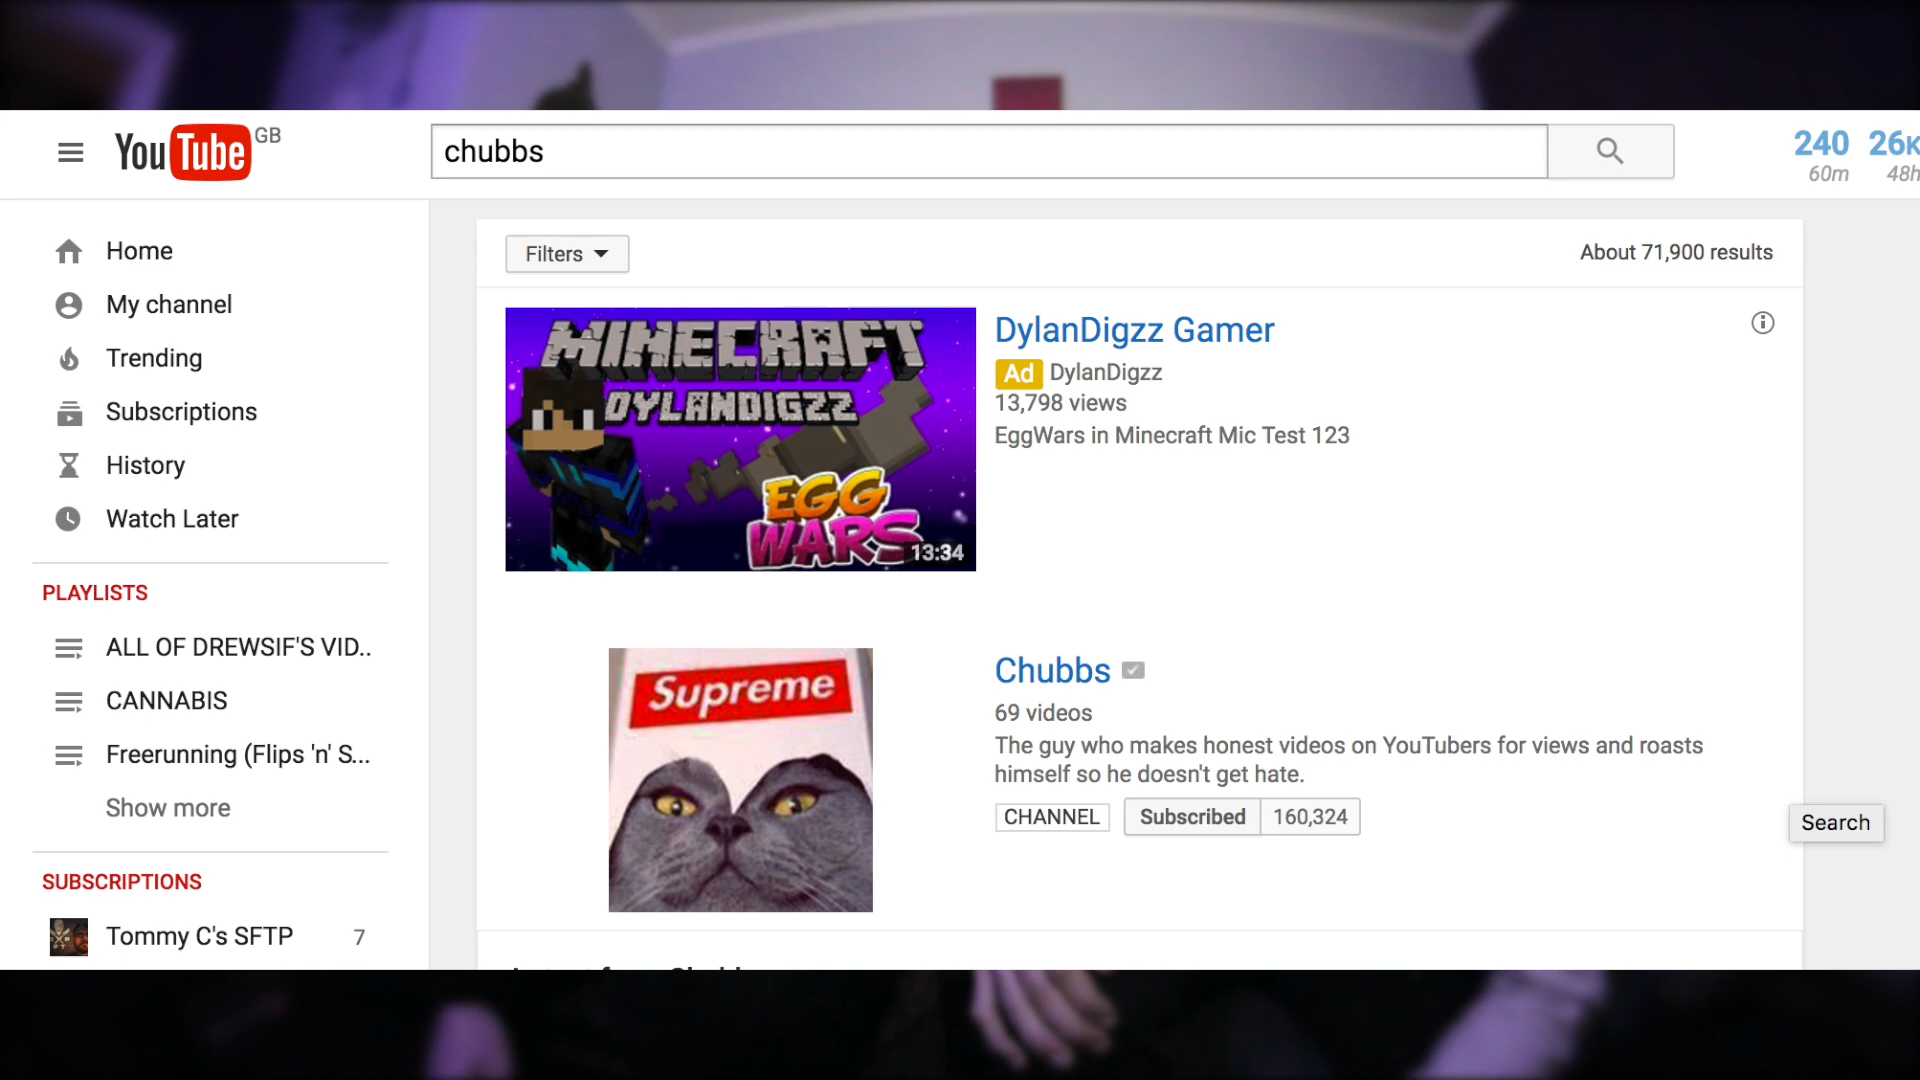 YouTube GB
chubbs
240 26K
60m 48h
Home
My channel
Trending
Subscriptions
History
Watch Later
PLAYLISTS
ALL OF DREWSIF'S VID..
CANNABIS
Freerunning (Flips 'n' S...
Show more
SUBSCRIPTIONS
Tommy C's SFTP 7
Filters
About 71,900 results
MINECRAFT
DYLANDIGZZ
EGG
WARS
13:34
DylanDigzz Gamer
Ad DylanDigzz
13,798 views
EggWars in Minecraft Mic Test 123
Supreme
Chubbs
69 videos
The guy who makes honest videos on YouTubers for views and roasts
himself so he doesn't get hate.
CHANNEL Subscribed 160,324
Search